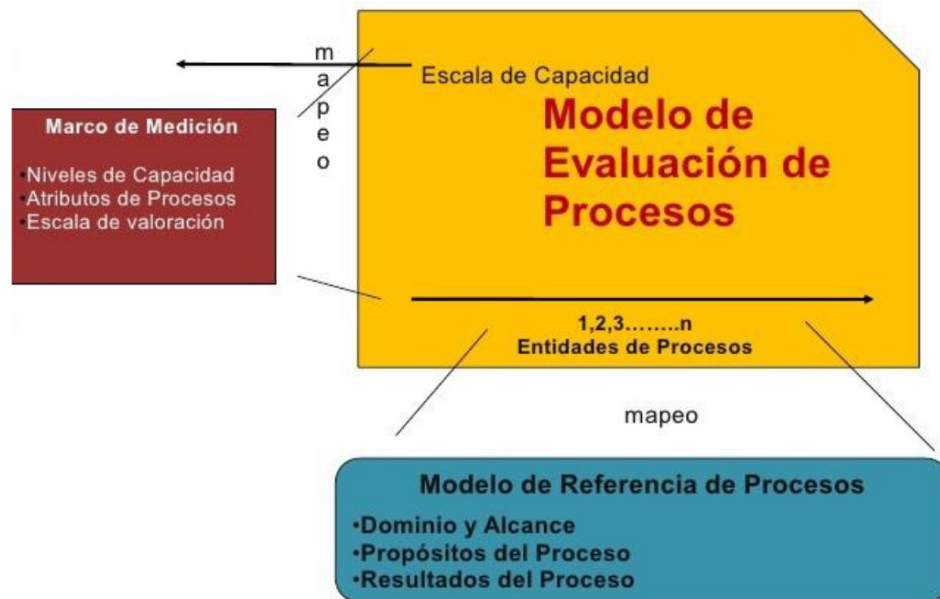 mapeo
Escala de Capacidad
Modelo de
Evaluación de
Procesos
Marco de Medición
•Niveles de Capacidad
•Atributos de Procesos
•Escala de valoración
1,2,3........n
Entidades de Procesos
mapeo
Modelo de Referencia de Procesos
•Dominio y Alcance
•Propósitos del Proceso
•Resultados del Proceso